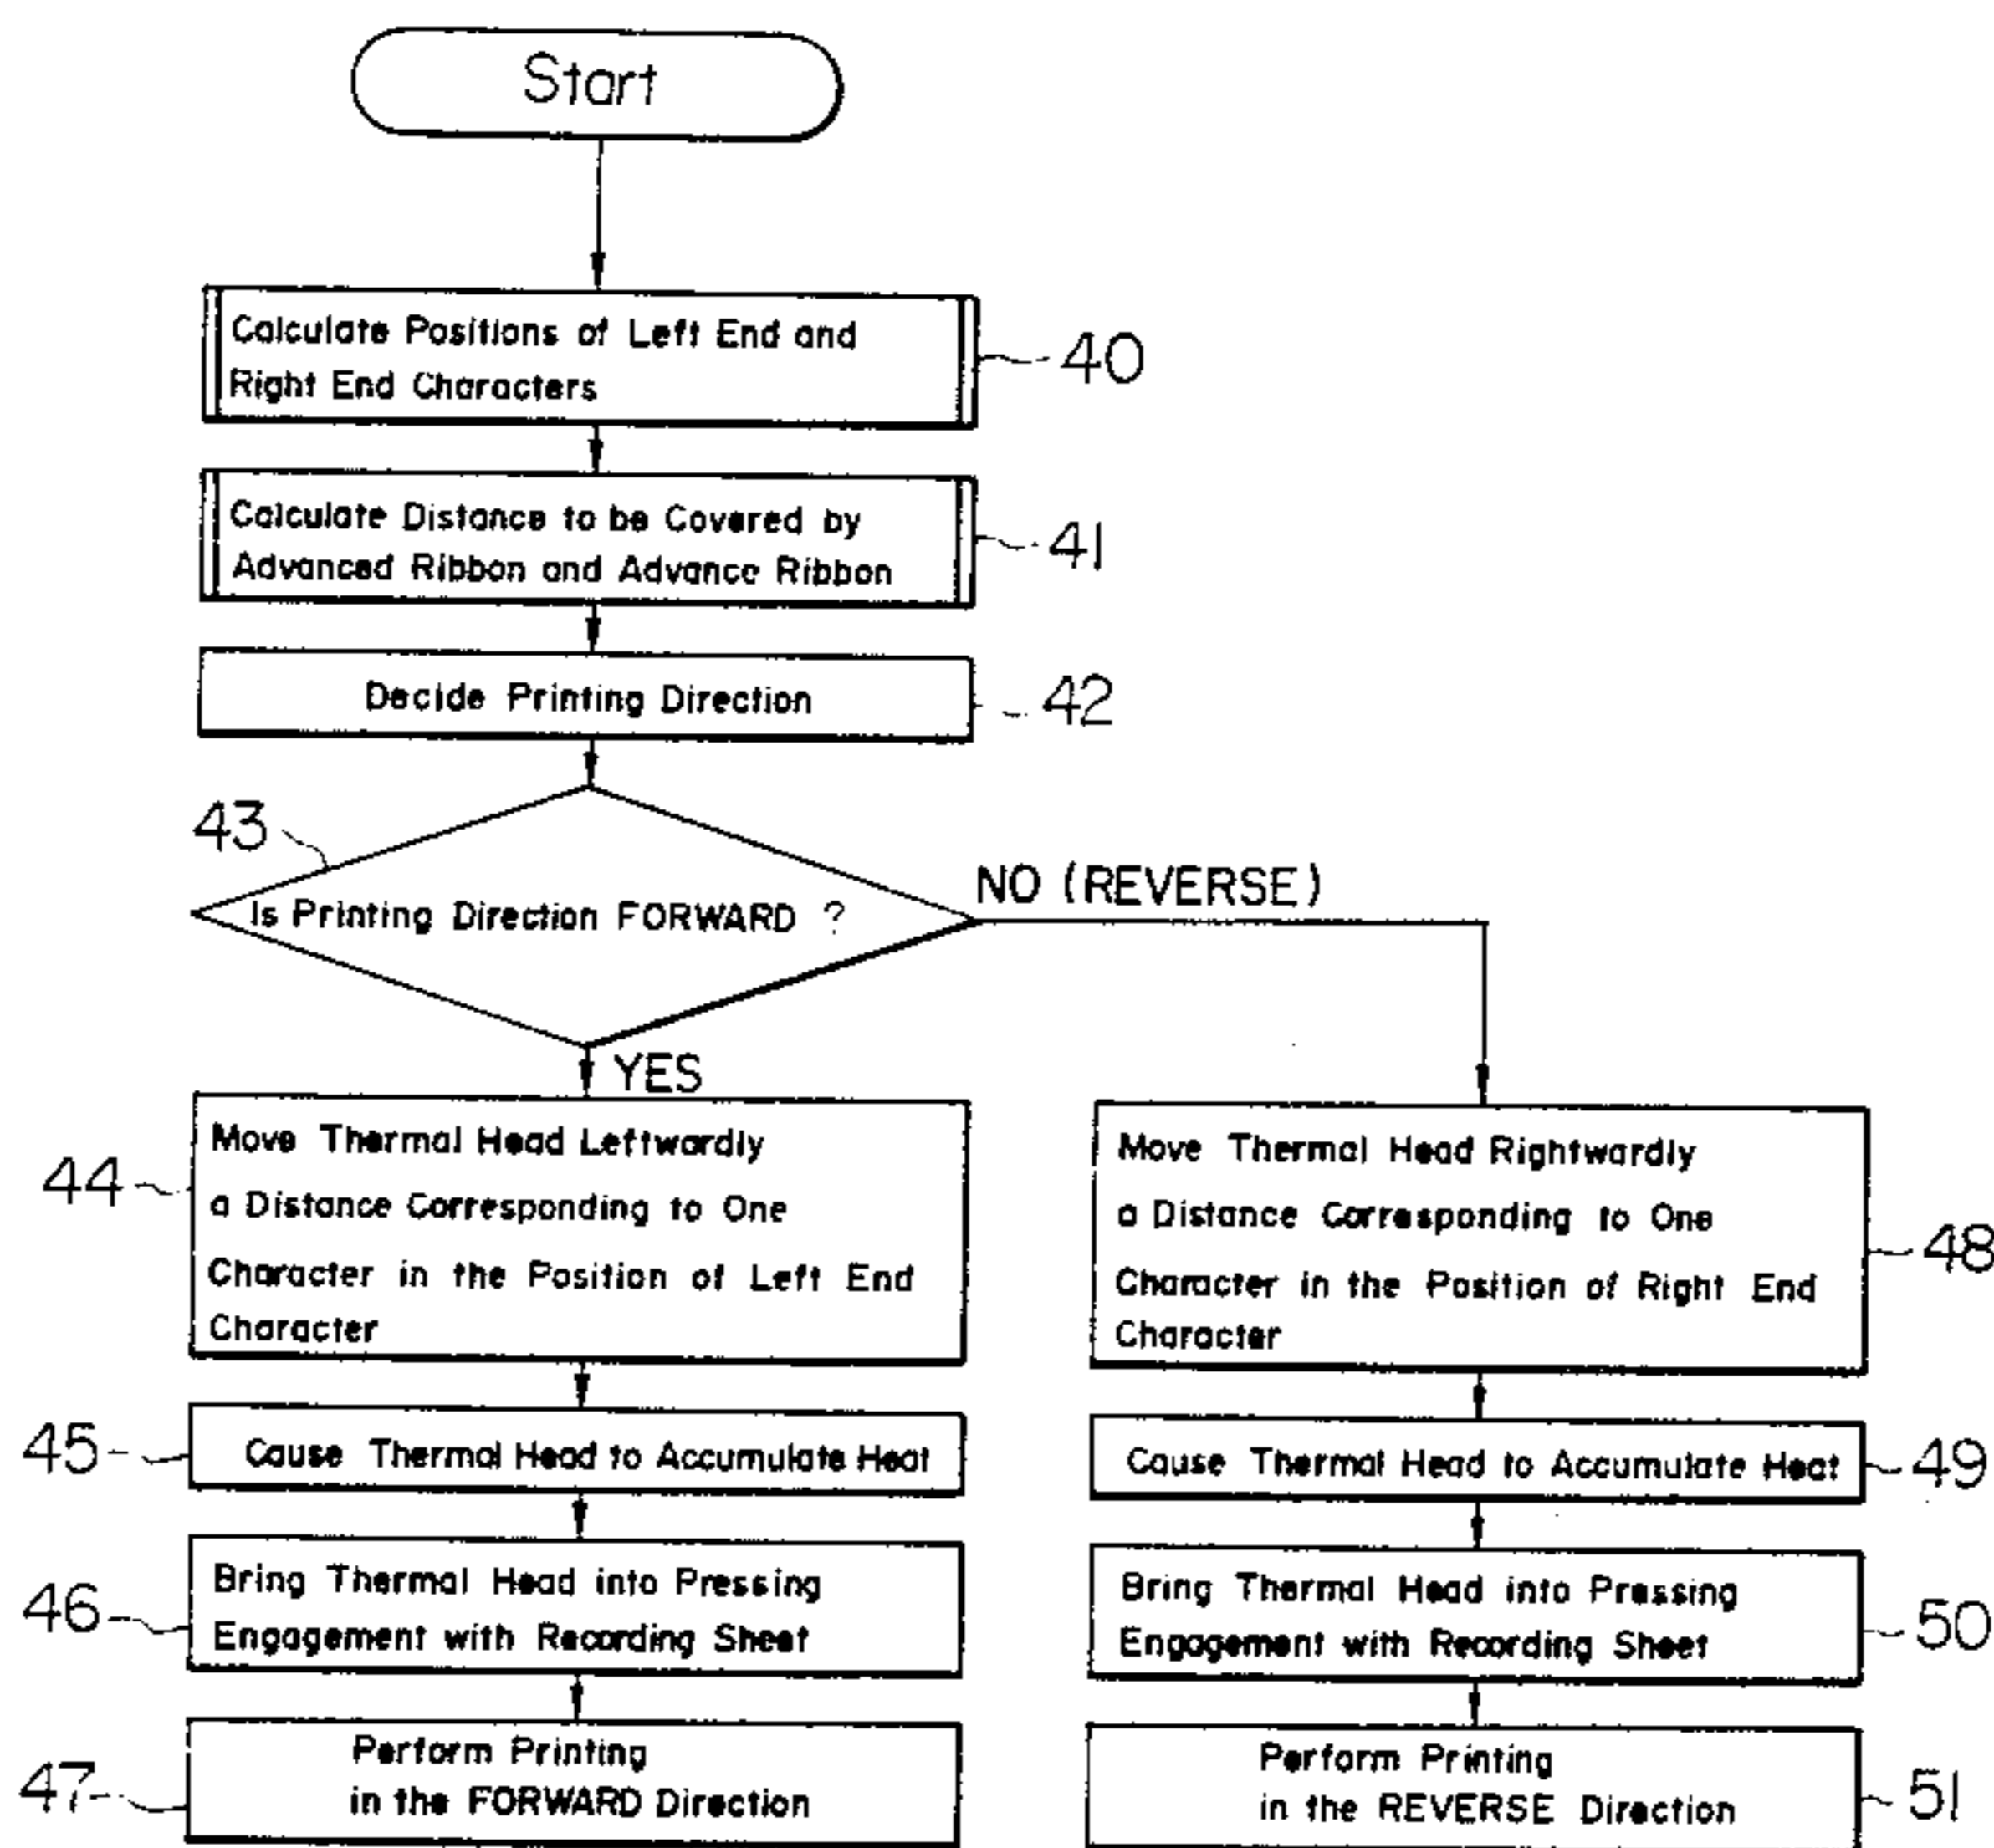 Start
Calculate Positions of Left End and
Right End Characters
40
Calculate Distance to be Covered by
Advanced Ribbon and Advance Ribbon
41
Decide Printing Direction
42
43
Is Printing Direction FORWARD ?
NO (REVERSE)
YES
44
Move Thermal Head Leftwardly
a Distance Corresponding to One
Character in the Position of Left End
Character
Move Thermal Head Rightwardly
a Distance Corresponding to One
Character in the Position of Right End
Character
48
45
Cause Thermal Head to Accumulate Heat
Cause Thermal Head to Accumulate Heat
49
46
Bring Thermal Head into Pressing
Engagement with Recording Sheet
Bring Thermal Head into Pressing
Engagement with Recording Sheet
50
47
Perform Printing
in the FORWARD Direction
Perform Printing
in the REVERSE Direction
51